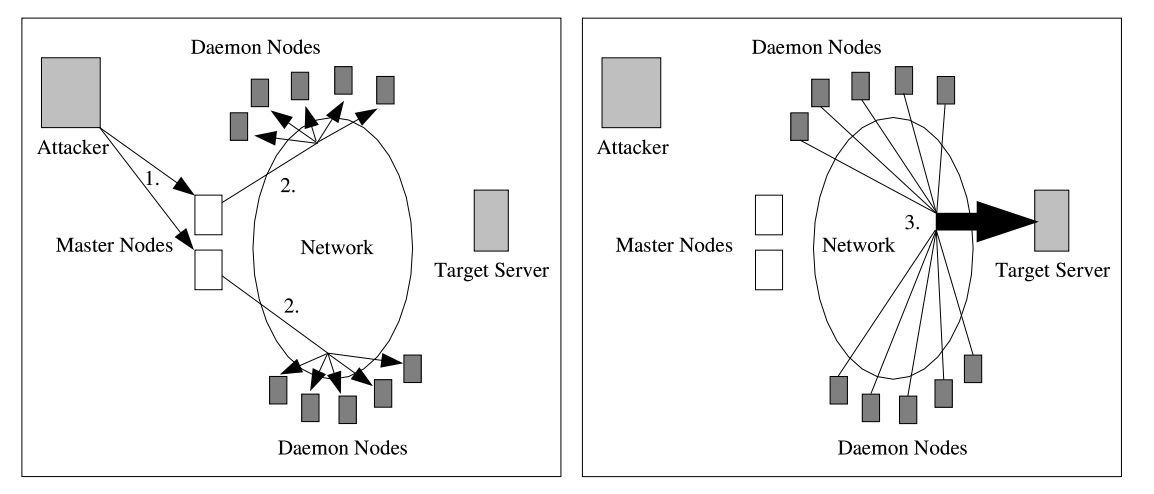 Daemon Nodes
Attacker
1.
2.
Master Nodes
Network
Target Server
2.
Daemon Nodes
Daemon Nodes
Attacker
3.
Master Nodes
Network
Target Server
Daemon Nodes